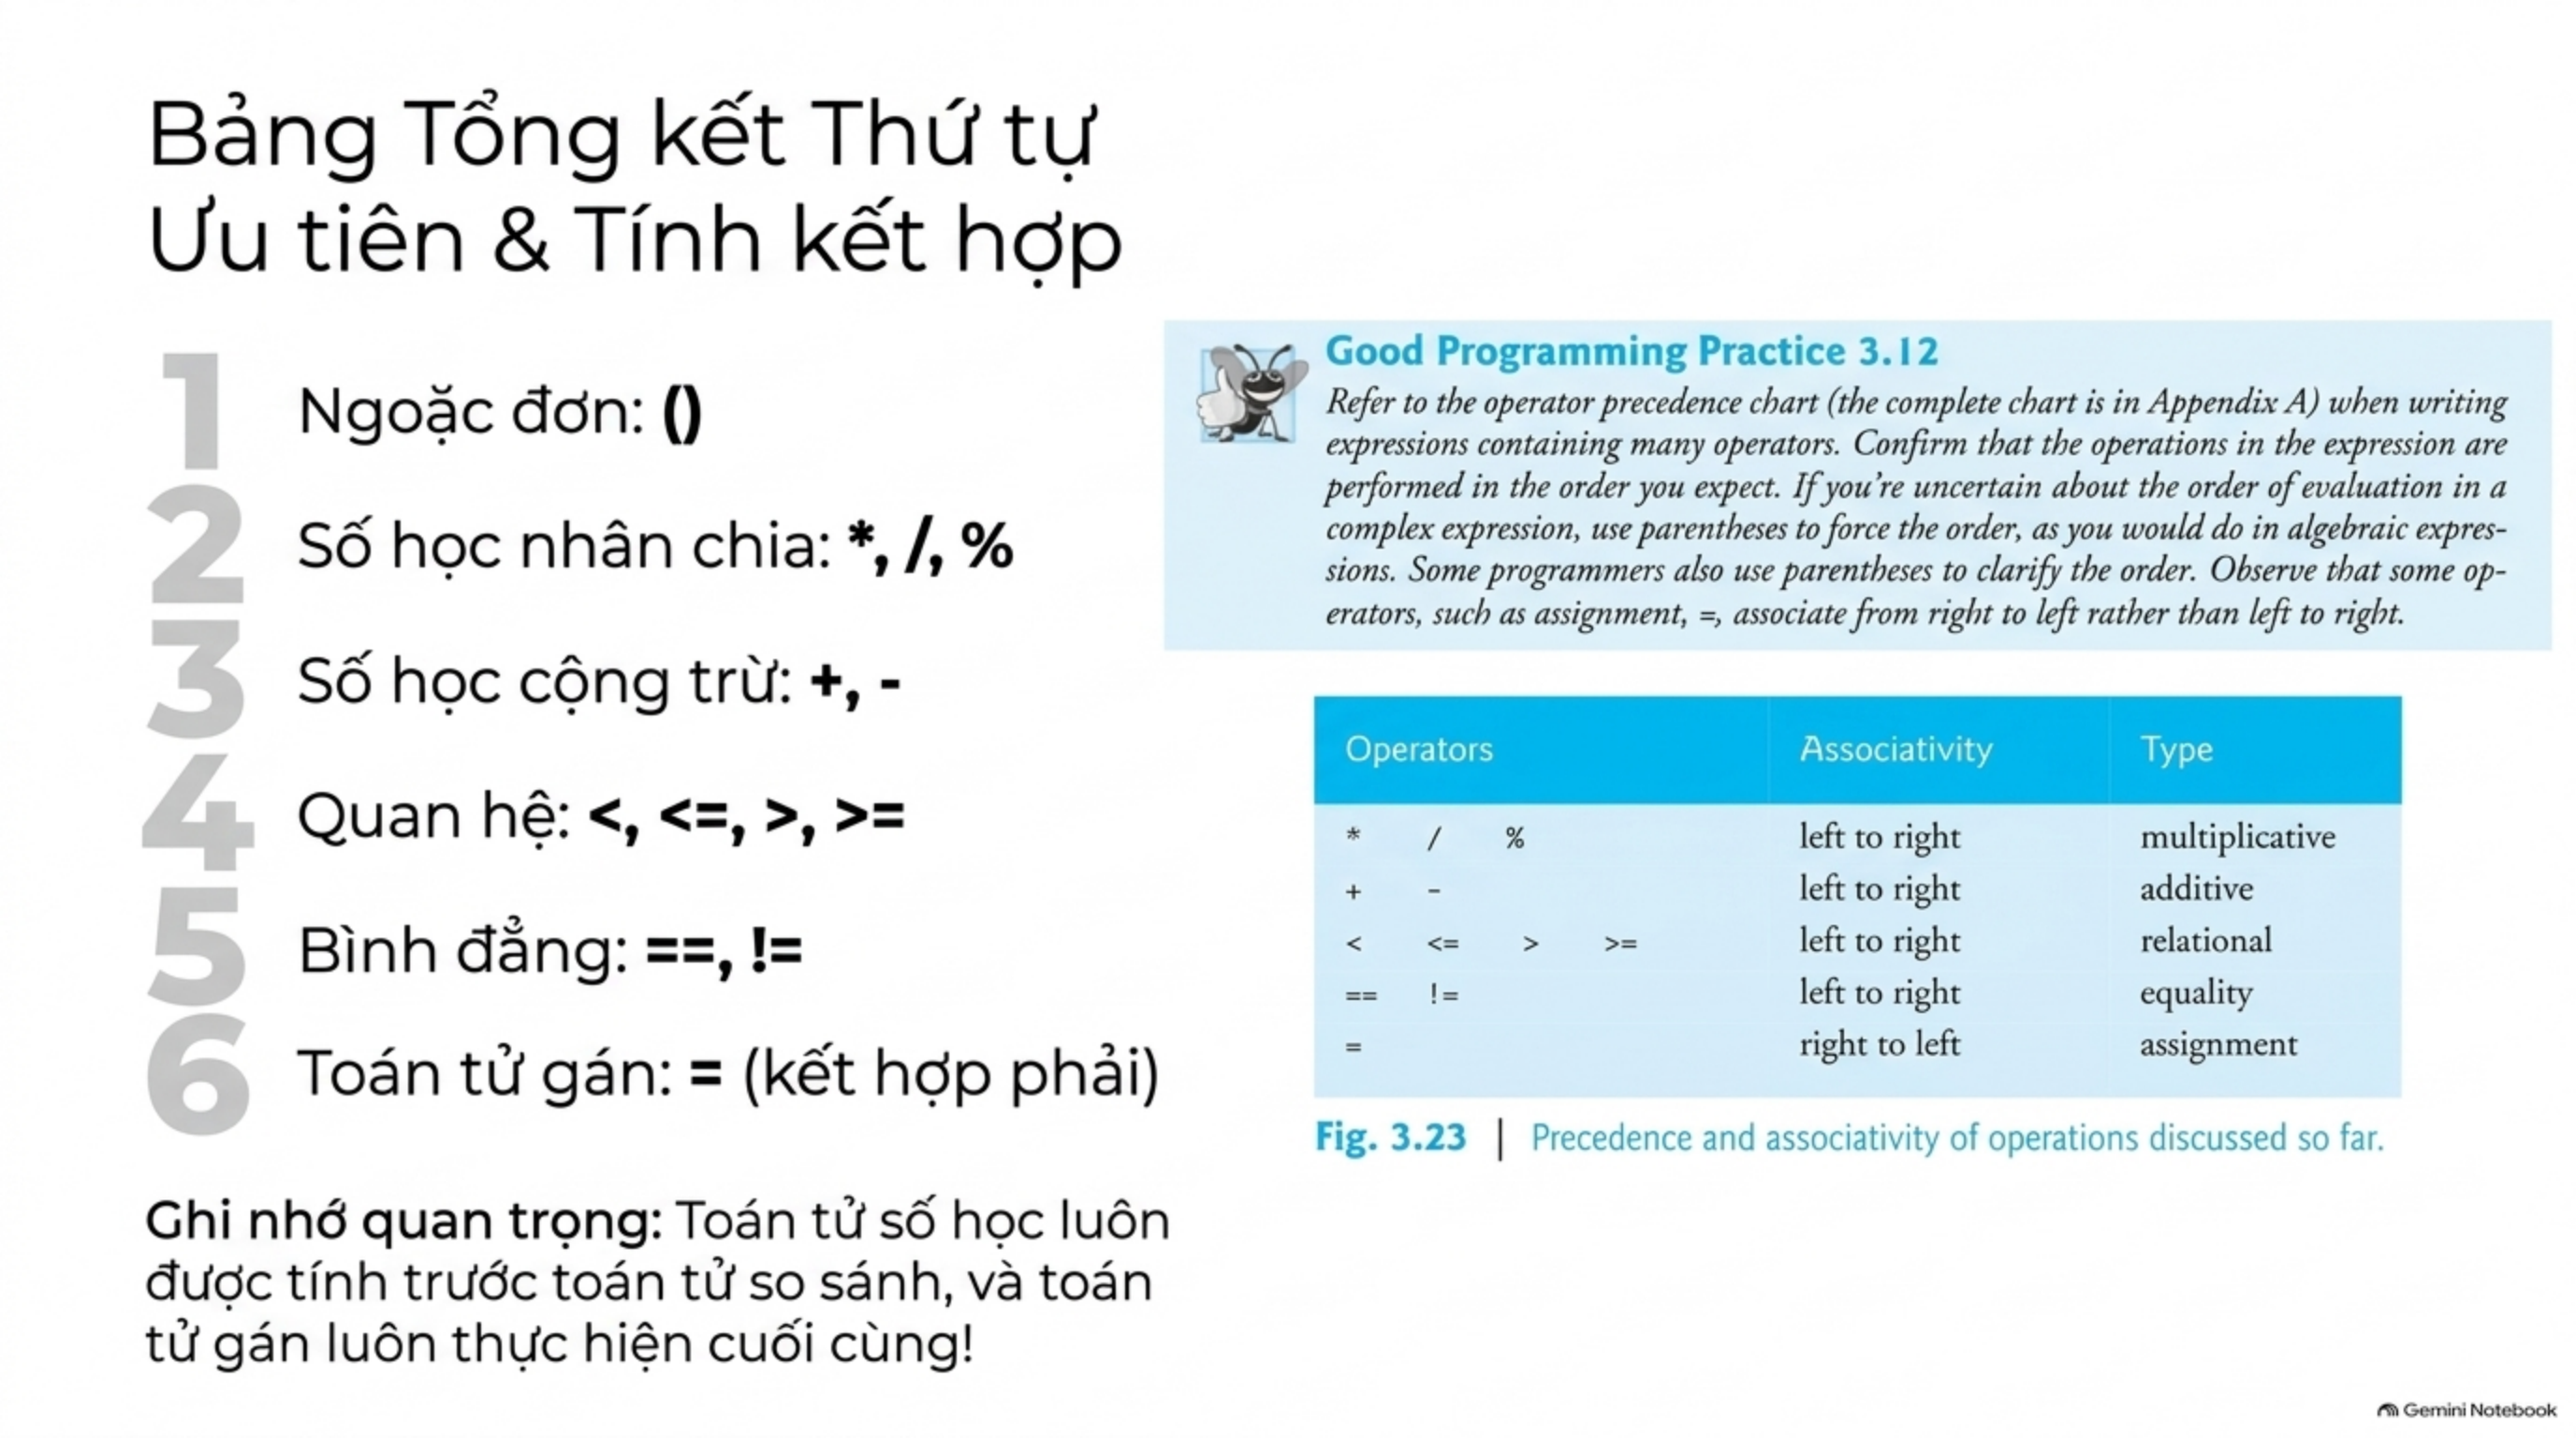 Bảng Tổng kết Thứ tự
Ưu tiên & Tính kết hợp
1 Ngoặc đơn: ()
2 Số học nhân chia: *, /, %
3 Số học cộng trừ: +, -
4 Quan hệ: <, <=, >, >=
5 Bình đẳng: ==, !=
6 Toán tử gán: = (kết hợp phải)
Ghi nhớ quan trọng: Toán tử số học luôn
được tính trước toán tử so sánh, và toán
tử gán luôn thực hiện cuối cùng!
Good Programming Practice 3.12
Refer to the operator precedence chart (the complete chart is in Appendix A) when writing
expressions containing many operators. Confirm that the operations in the expression are
performed in the order you expect. If you're uncertain about the order of evaluation in a
complex expression, use parentheses to force the order, as you would do in algebraic expres-
sions. Some programmers also use parentheses to clarify the order. Observe that some op-
erators, such as assignment, =, associate from right to left rather than left to right.
Operators Associativity Type
* / % left to right multiplicative
+ - left to right additive
< <= > >= left to right relational
== != left to right equality
= right to left assignment
Fig. 3.23 | Precedence and associativity of operations discussed so far.
Gemini Notebook